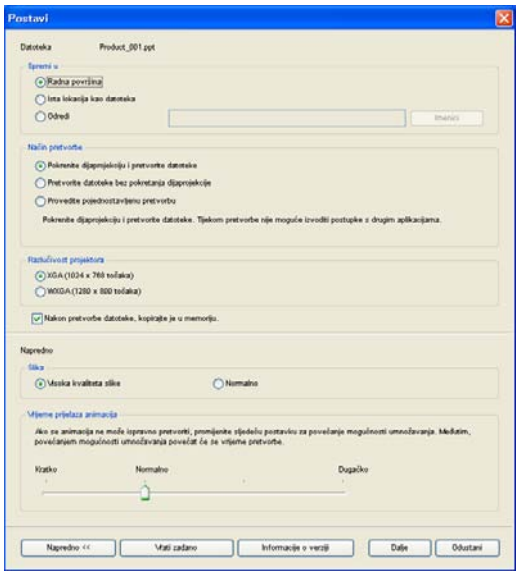 Postavi
Datoteka Product_001.ppt
Spremi u
Radna površina
Ista lokacija kao datoteka
Odredi Imenici
Način pretvorbe
Pokrenite dijaprojekciju i pretvorite datoteke
Pretvorite datoteke bez pokretanja dijaprojekcije
Provedite pojednostavljenu pretvorbu
Pokrenite dijaprojekciju i pretvorite datoteke. Tijekom pretvorbe nije moguće izvoditi postupke s drugim aplikacijama.
Razlučivost projektora
XGA (1024 x 768 točaka)
WXGA (1280 x 800 točaka)
Nakon pretvorbe datoteke, kopirajte je u memoriju.
Napredno
Slika
Visoka kvaliteta slike Normalno
Vrijeme prijelaza animacija
Ako se animacija ne može ispravno pretvoriti, promijenite sljedeću postavku za povećanje mogućnosti umnožavanja. Međutim,
povećanjem mogućnosti umnožavanja povećat će se vrijeme pretvorbe.
Kratko Normalno Dugačko
Napredno << Vrati zadano Informacije o verziji Dalje Odustani